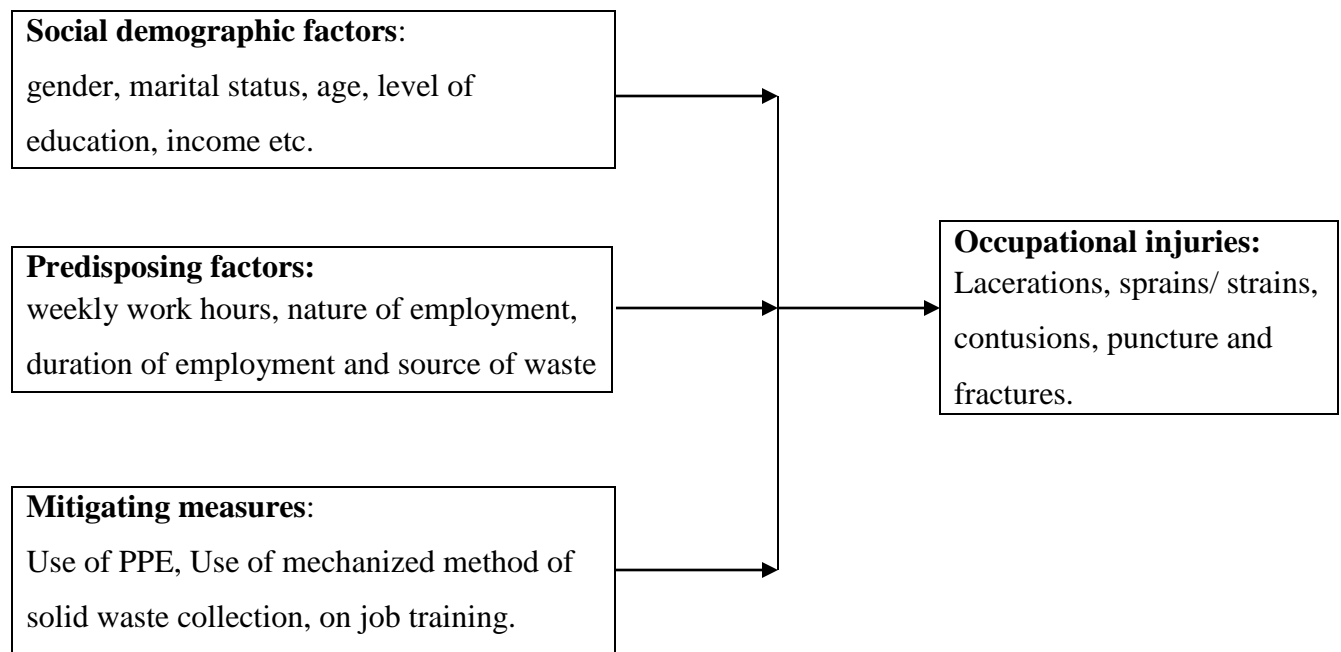 Social demographic factors:
gender, marital status, age, level of
education, income etc.
Predisposing factors:
weekly work hours, nature of employment,
duration of employment and source of waste
Mitigating measures:
Use of PPE, Use of mechanized method of
solid waste collection, on job training.
Occupational injuries:
Lacerations, sprains/ strains,
contusions, puncture and
fractures.